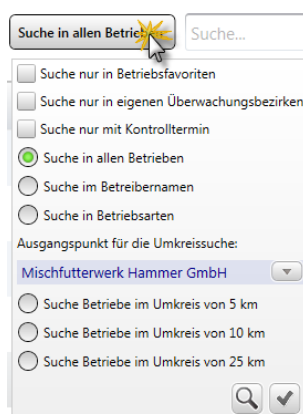 Suche in allen Betrieben
Suche...
Suche nur in Betriebsfavoriten
Suche nur in eigenen Überwachungsbezirken
Suche nur mit Kontrolltermin
Suche in allen Betrieben
Suche im Betreibernamen
Suche in Betriebsarten
Ausgangspunkt für die Umkreissuche:
Mischfutterwerk Hammer GmbH
Suche Betriebe im Umkreis von 5 km
Suche Betriebe im Umkreis von 10 km
Suche Betriebe im Umkreis von 25 km